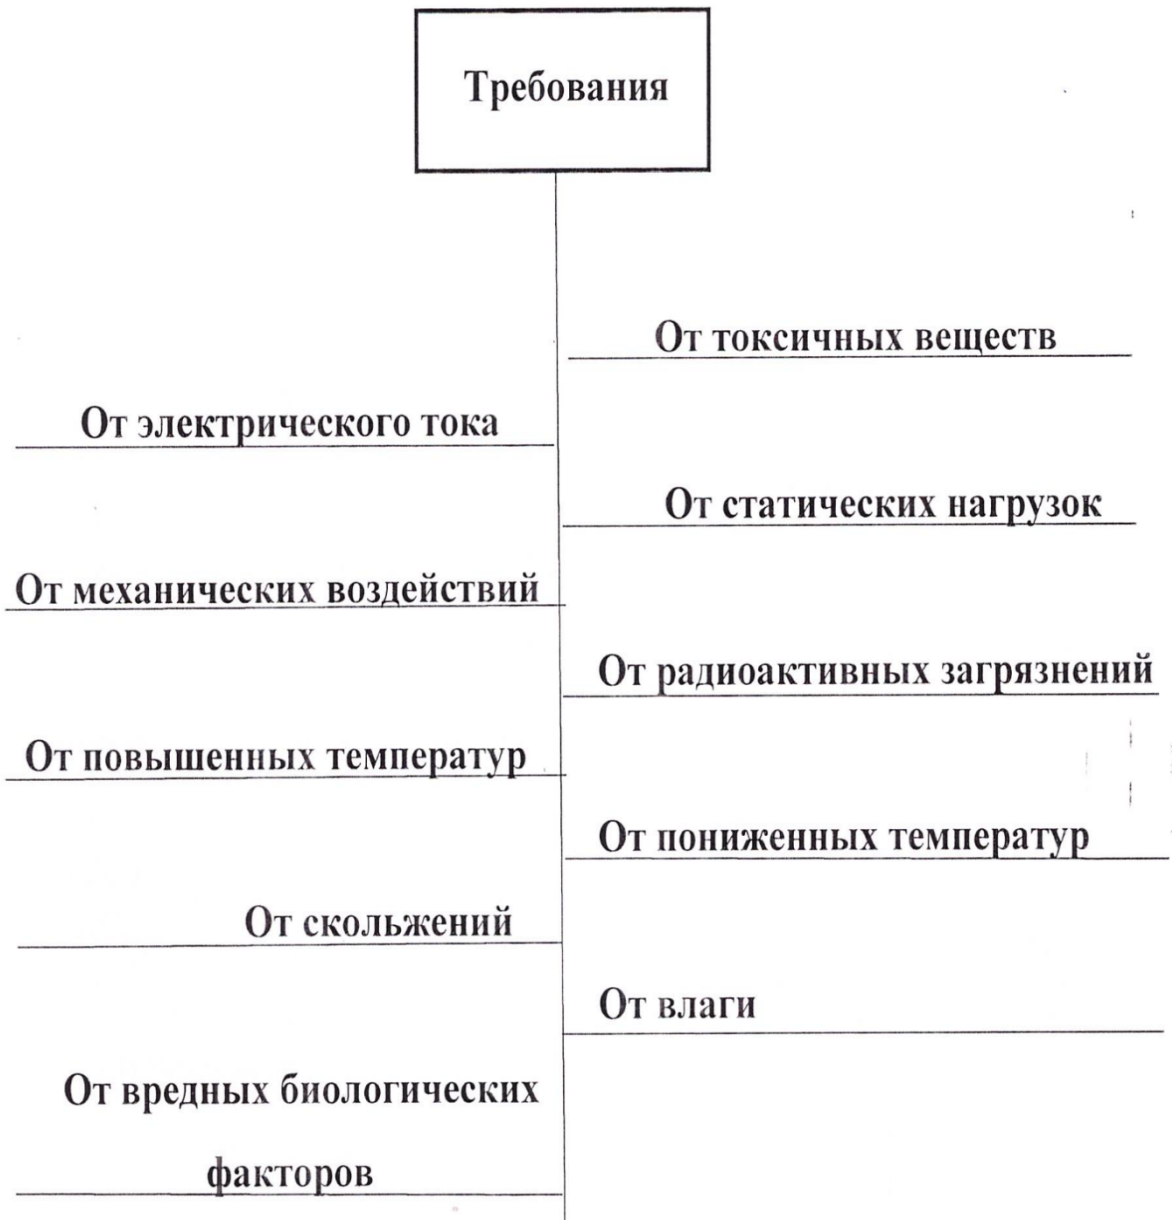 Требования
От токсичных веществ
От электрического тока
От статических нагрузок
От механических воздействий
От радиоактивных загрязнений
От повышенных температур
От пониженных температур
От скольжений
От влаги
От вредных биологических
факторов